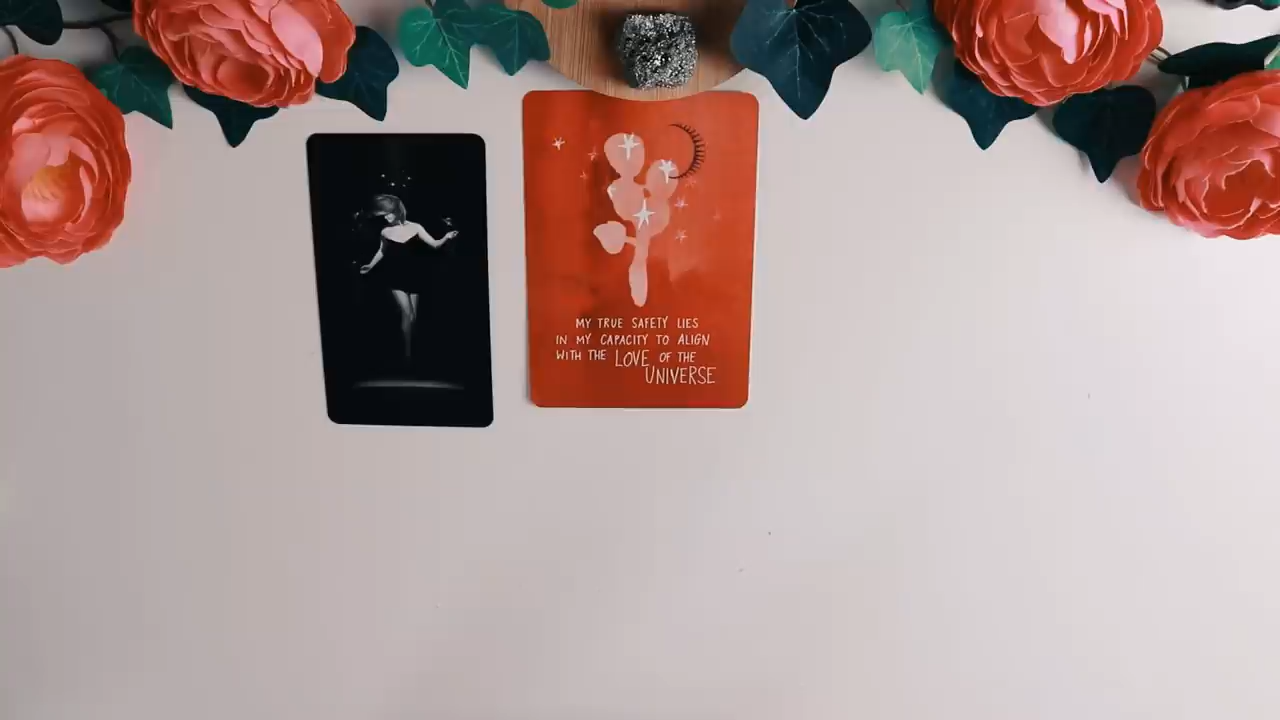 MY TRUE SAFETY LIES
IN MY CAPACITY TO ALIGN
WITH THE LOVE OF THE
UNIVERSE